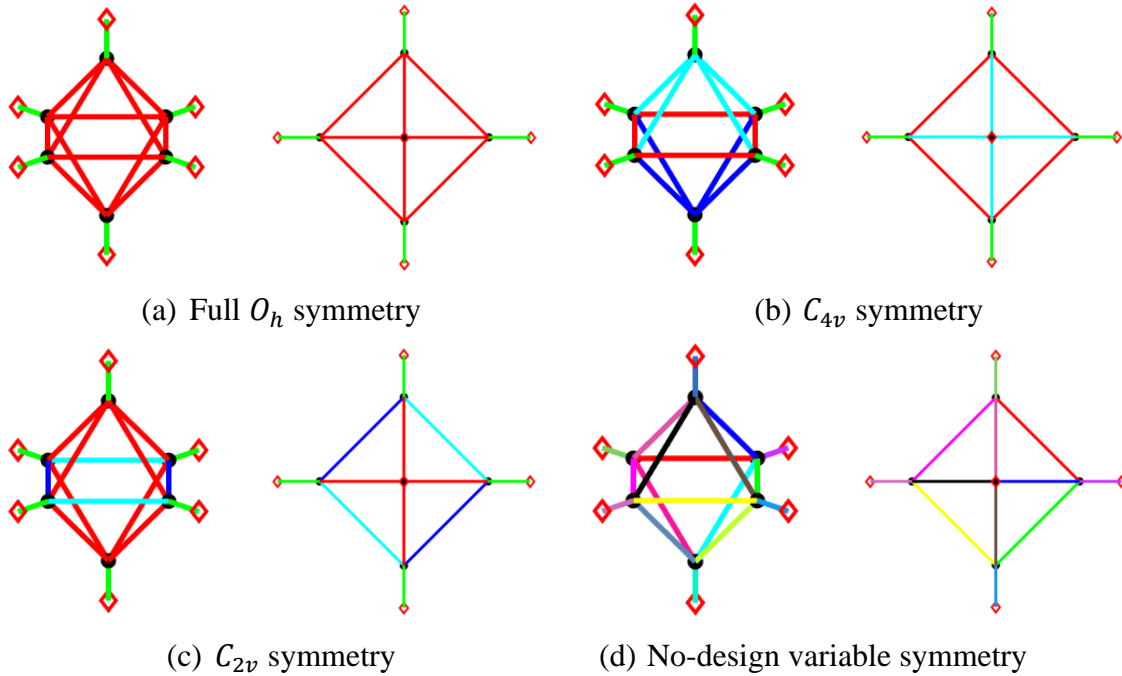 (a) Full O_h symmetry
(b) C_{4v} symmetry
(c) C_{2v} symmetry
(d) No-design variable symmetry